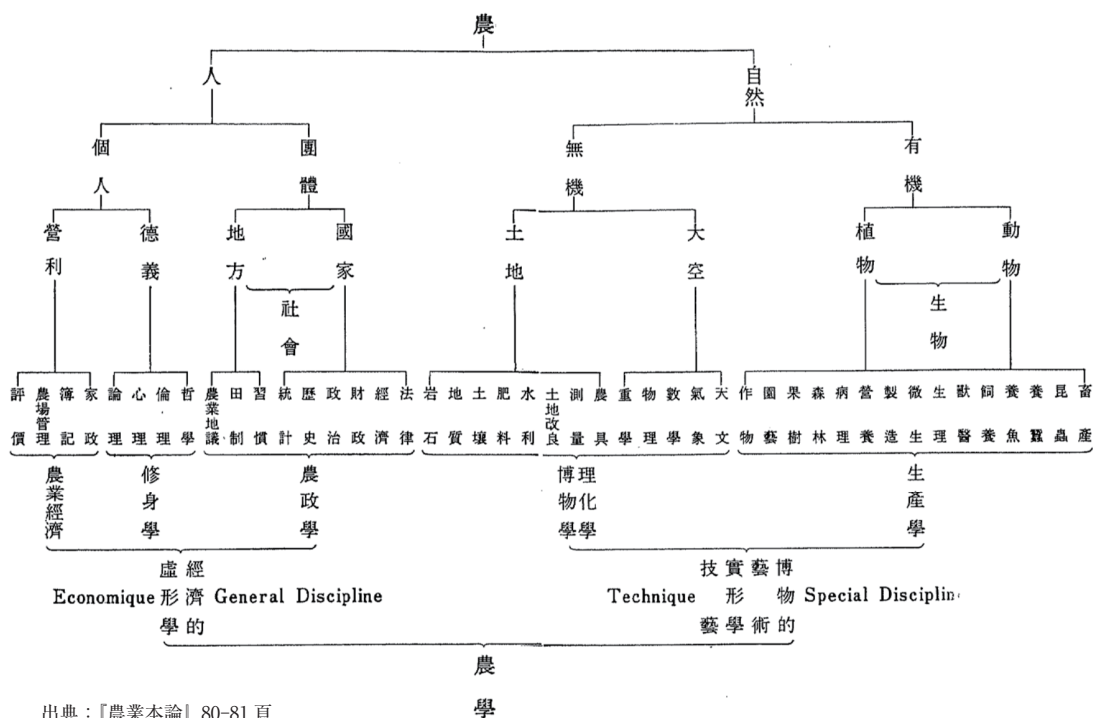 農
自然
人
有機
無機
團體
個人
動物
植物
大空
土地
國家
地方
德義
營利
生物
社會
畜產
昆蟲
養蠶
養魚
飼養
獸醫
生理
微生
製造
營養
病理
森林
果樹
園藝
作物
天文
氣象
數學
物理
重學
農具
測量
土地改良
水利
肥料
土壤
地質
岩石
法律
經濟
財政
政治
歷史
統計
習慣
田制
農業地議
哲學
倫理
心理
論理
家政
簿記
農場管理
評價
生產學
理化學
博物學
農政學
修身學
農業經濟
Special Disciplin
博物的
藝術
實形學
技藝
Technique
General Discipline
經濟的
虛形學
Economique
農學
出典：『農業本論』80-81 頁